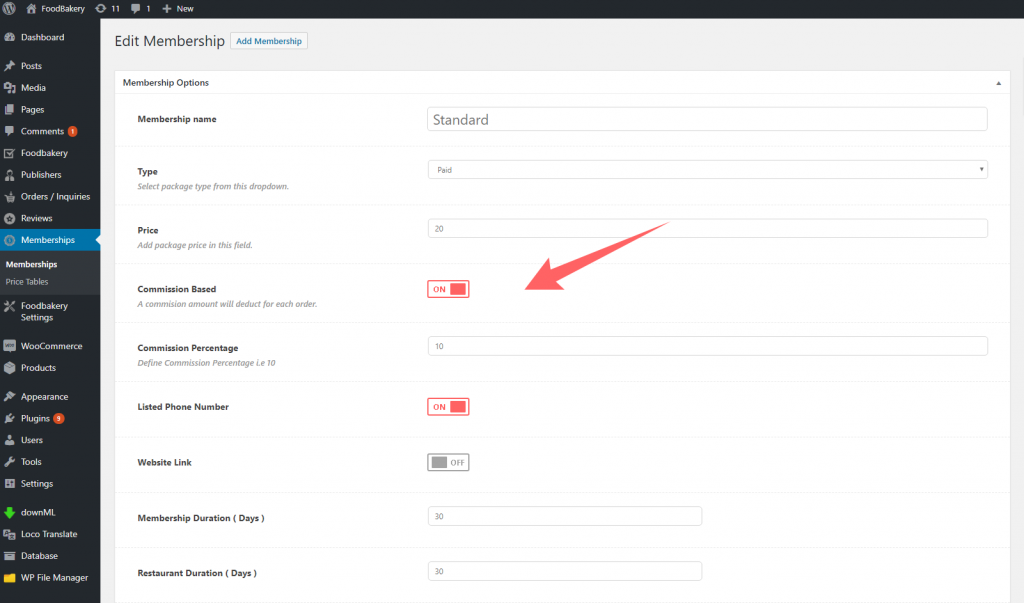 FoodBakery 11 1 New
Dashboard
Posts
Media
Pages
Comments 1
Foodbakery
Publishers
Orders / Inquiries
Reviews
Memberships
Memberships
Price Tables
Foodbakery
Settings
WooCommerce
Products
Appearance
Plugins 9
Users
Tools
Settings
downML
Loco Translate
Database
WP File Manager
Edit Membership Add Membership
Membership Options
Membership name Standard
Type Paid
Select package type from this dropdown.
Price 20
Add package price in this field.
Commission Based ON
A commision amount will deduct for each order.
Commission Percentage 10
Define Commission Percentage i.e 10
Listed Phone Number ON
Website Link OFF
Membership Duration ( Days ) 30
Restaurant Duration ( Days ) 30